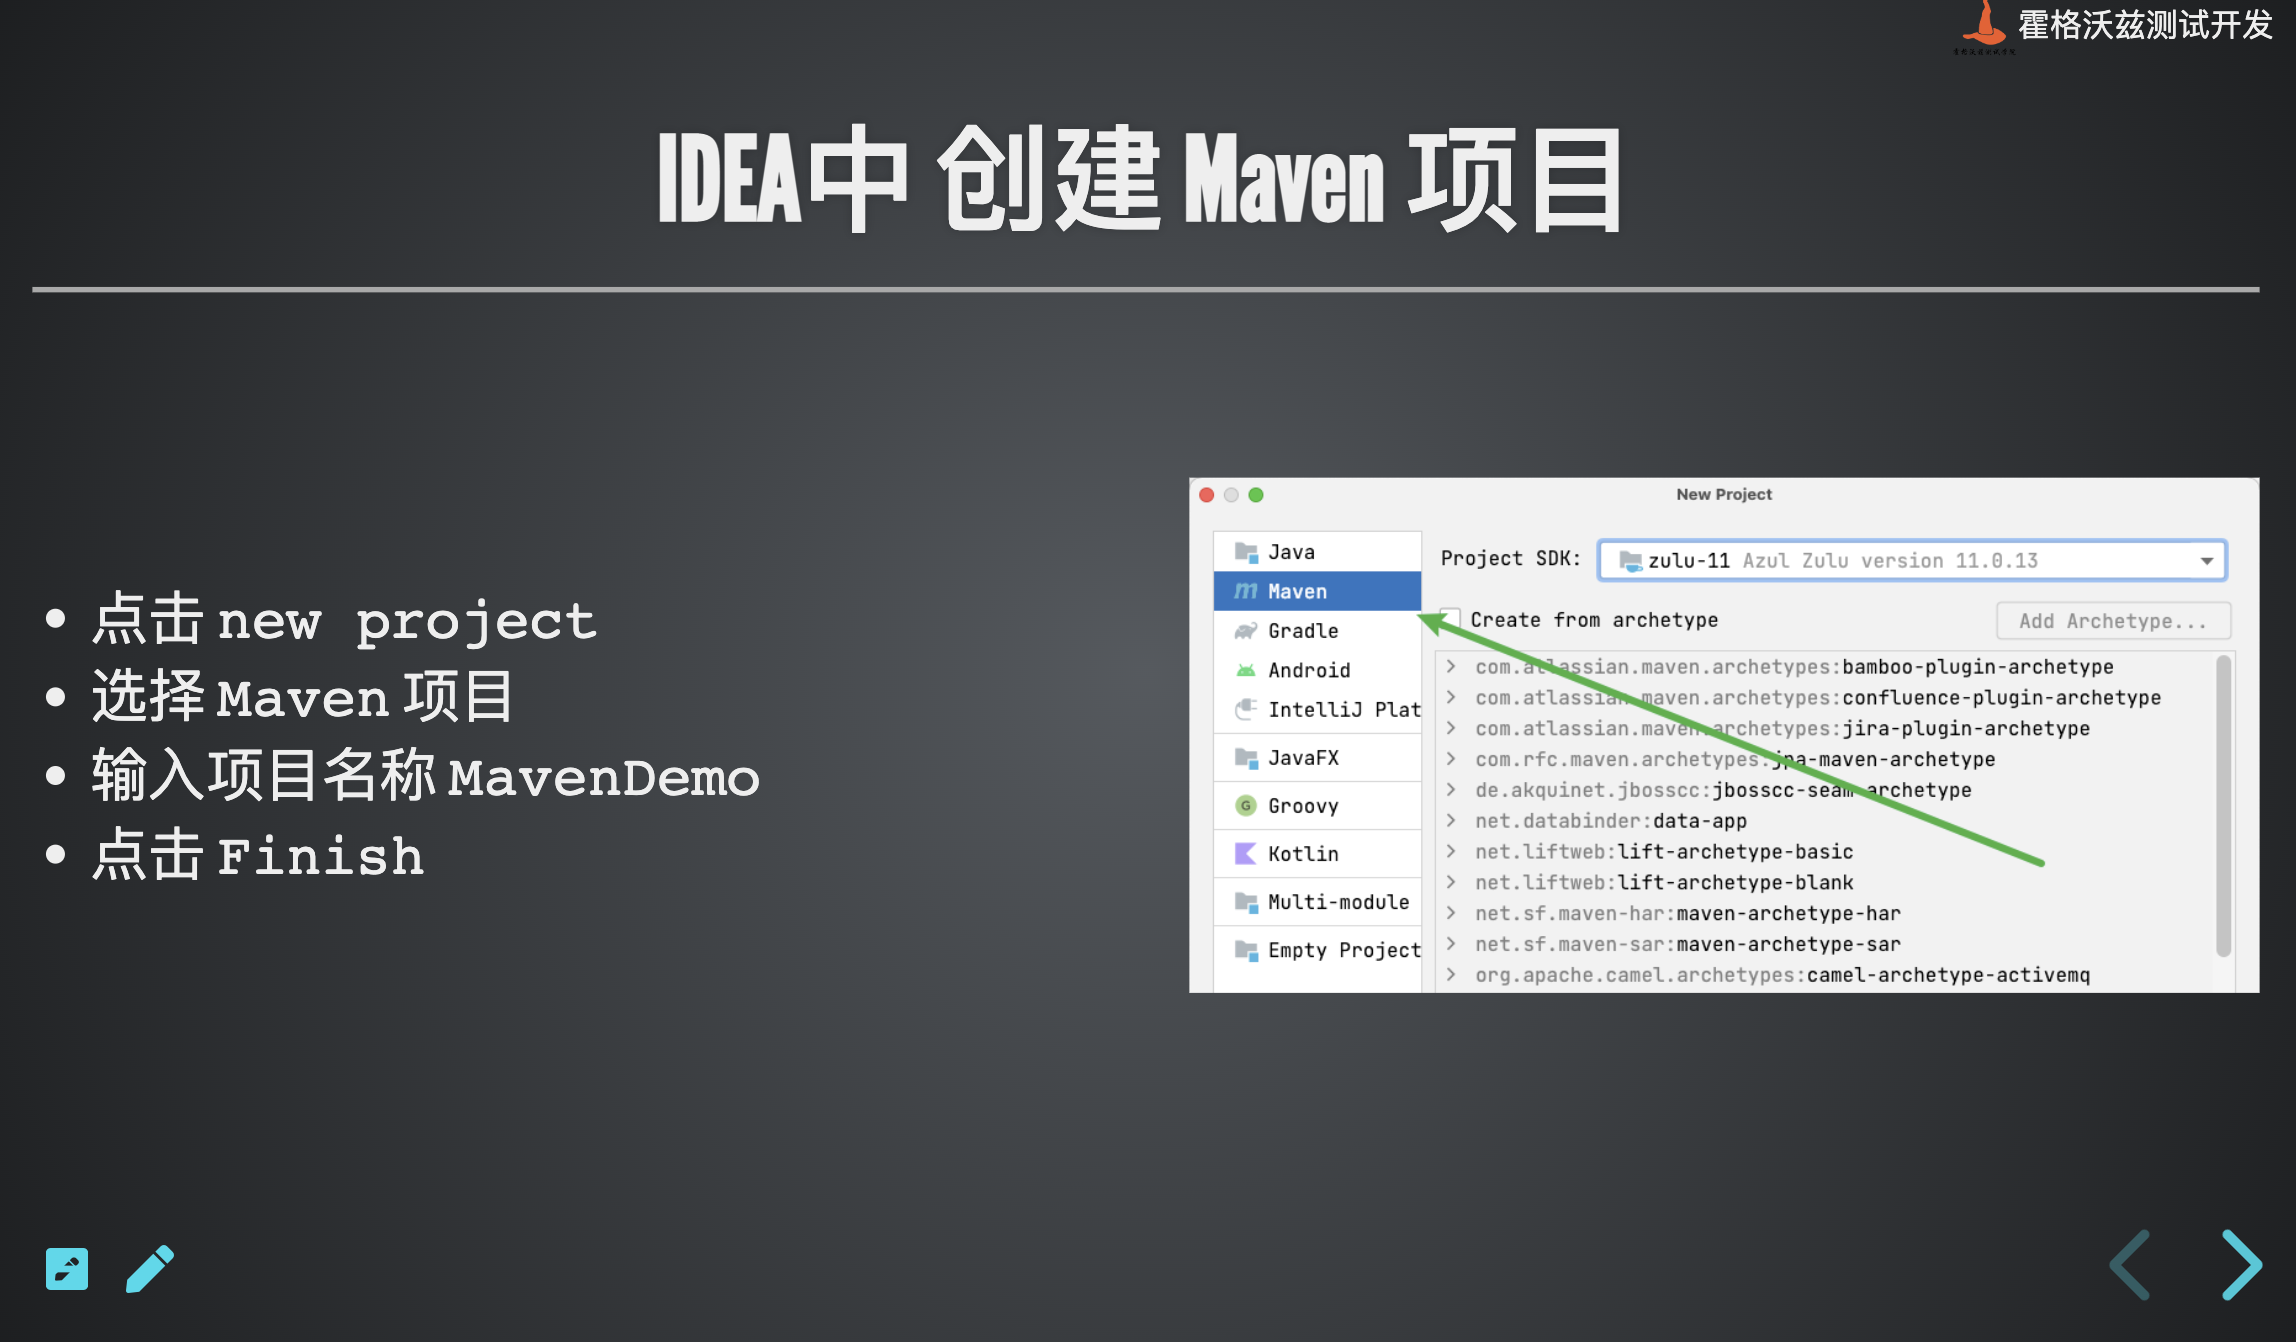 霍格沃兹测试开发
IDEA中 创建 Maven 项目
• 点击 new project
• 选择 Maven 项目
• 输入项目名称 MavenDemo
• 点击 Finish
New Project
Java
Maven
Gradle
Android
IntelliJ Plat
JavaFX
Groovy
Kotlin
Multi-module
Empty Project
Project SDK: zulu-11 Azul Zulu version 11.0.13
Create from archetype
Add Archetype...
com.atlassian.maven.archetypes:bamboo-plugin-archetype
com.atlassian.maven.archetypes:confluence-plugin-archetype
com.atlassian.maven.archetypes:jira-plugin-archetype
com.rfc.maven.archetypes:jpa-maven-archetype
de.akquinet.jbosscc:jbosscc-seam-archetype
net.databinder:data-app
net.liftweb:lift-archetype-basic
net.liftweb:lift-archetype-blank
net.sf.maven-har:maven-archetype-har
net.sf.maven-sar:maven-archetype-sar
org.apache.camel.archetypes:camel-archetype-activemq